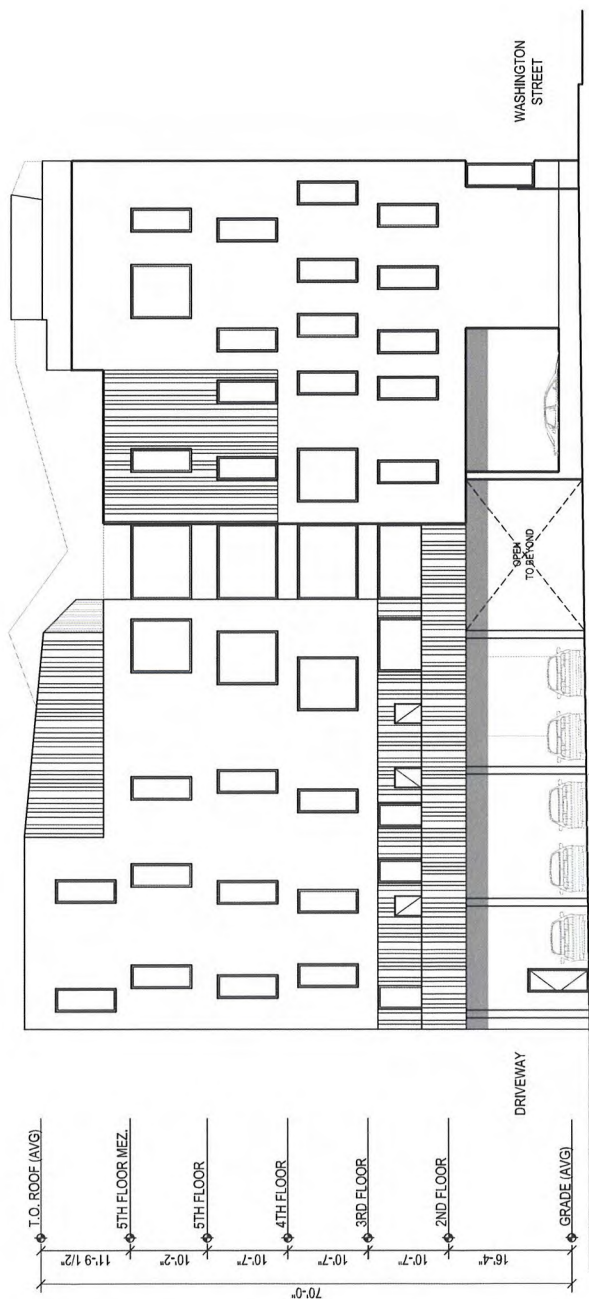 T.O. ROOF (AVG)
5TH FLOOR MEZ.
5TH FLOOR
4TH FLOOR
3RD FLOOR
2ND FLOOR
GRADE (AVG)
11'-9 1/2"
10'-2"
10'-7"
10'-7"
10'-7"
16'-4"
70'-0"
DRIVEWAY
OPEN
TO BEYOND
WASHINGTON
STREET